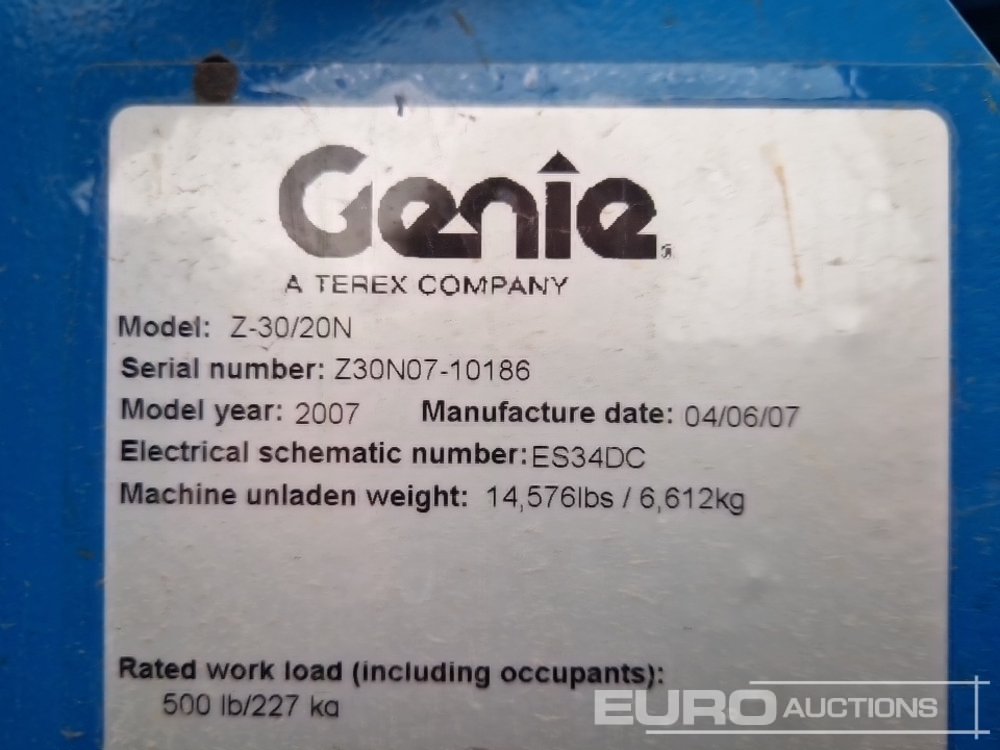 Genie
A TEREX COMPANY
Model: Z-30/20N
Serial number: Z30N07-10186
Model year: 2007 Manufacture date: 04/06/07
Electrical schematic number: ES34DC
Machine unladen weight: 14,576lbs / 6,612kg
Rated work load (including occupants):
500 lb/227 kg
EURO AUCTIONS